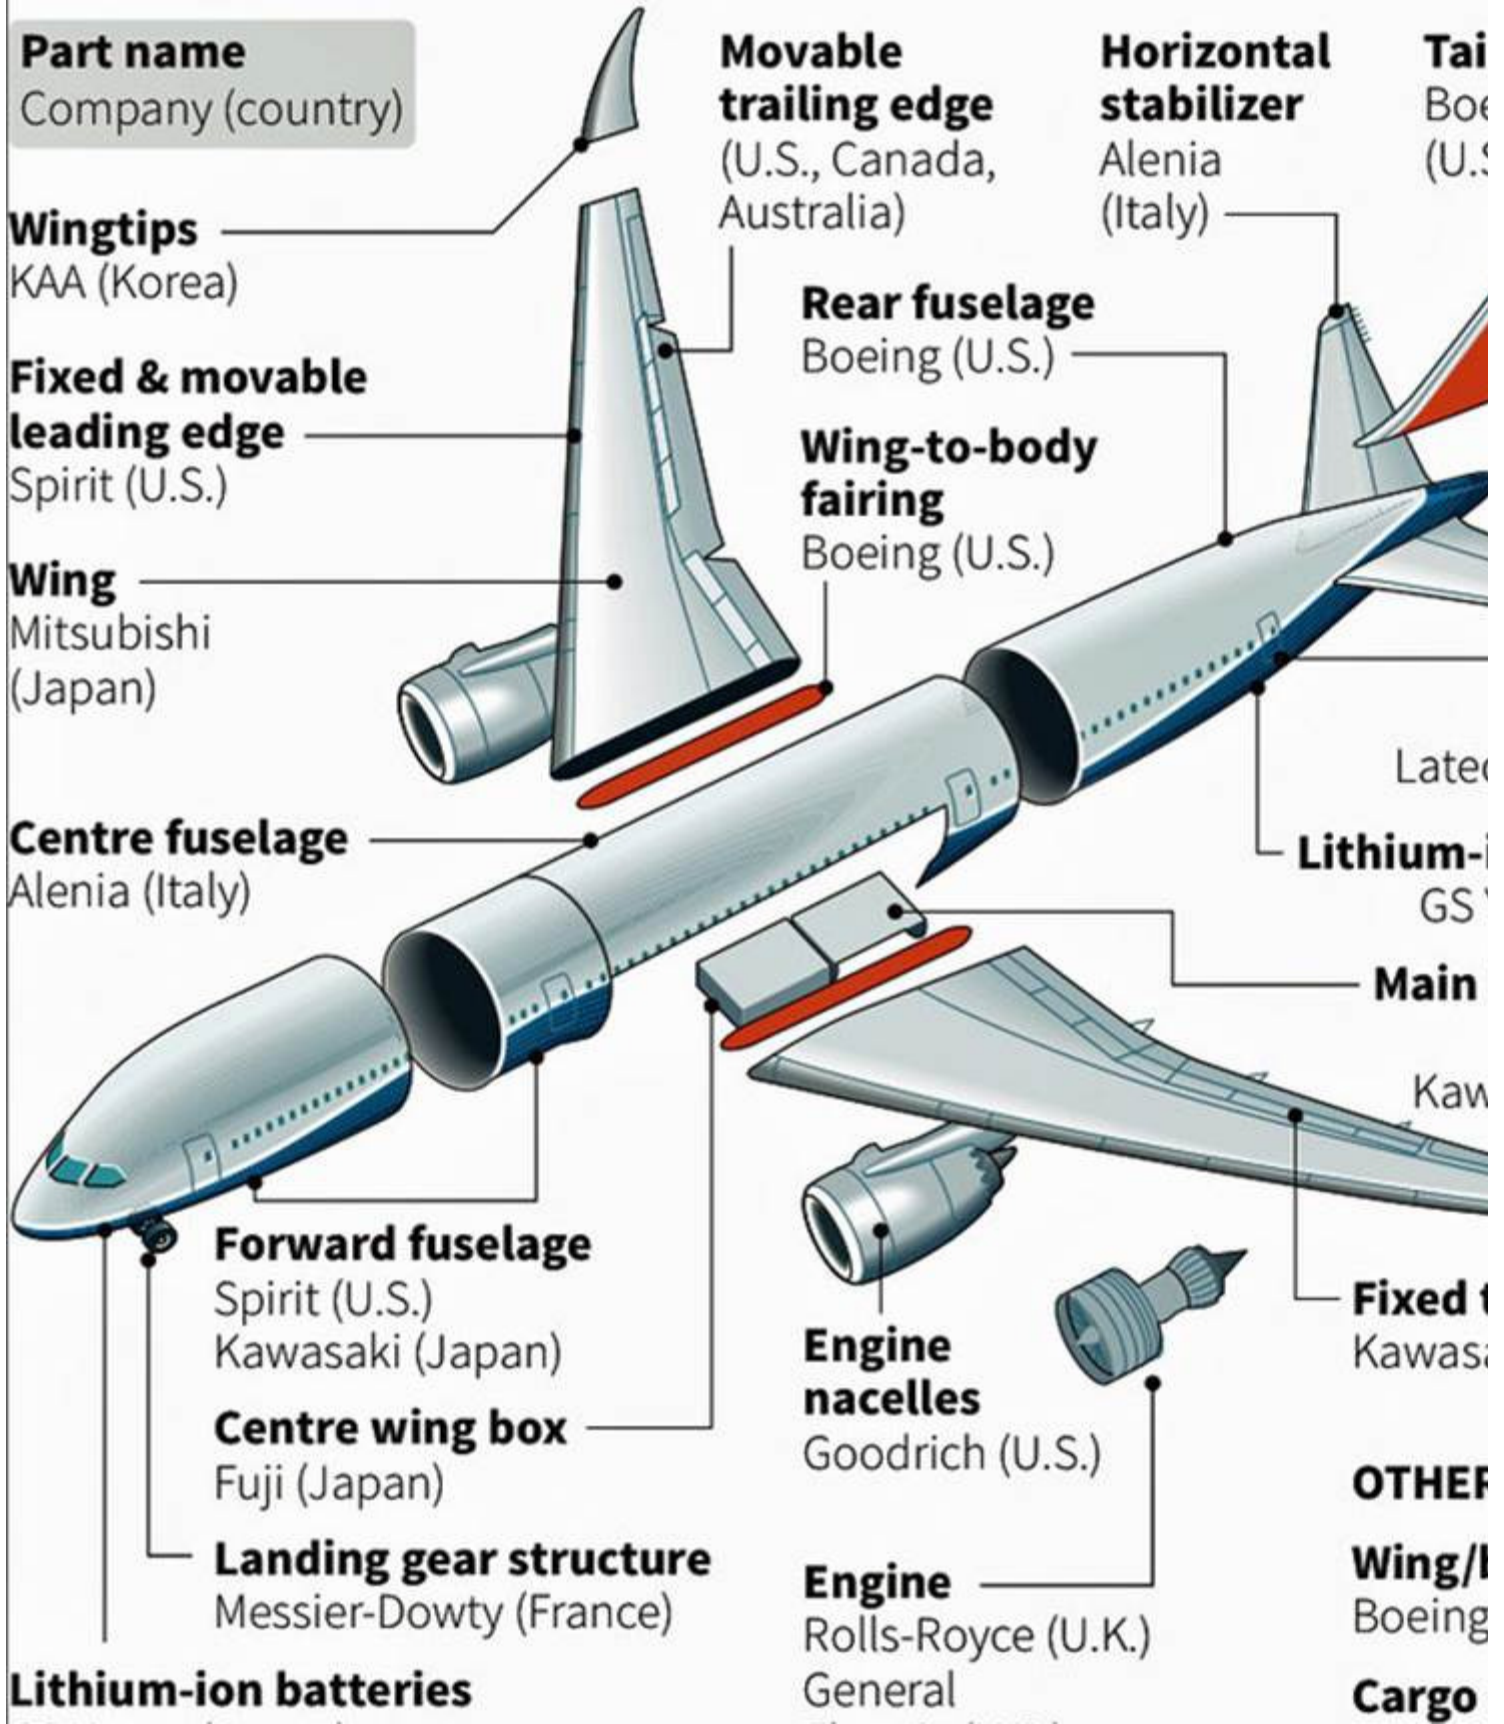 Part name
Company (country)
Wingtips
KAA (Korea)
Fixed & movable
leading edge
Spirit (U.S.)
Wing
Mitsubishi
(Japan)
Centre fuselage
Alenia (Italy)
Movable
trailing edge
(U.S., Canada,
Australia)
Horizontal
stabilizer
Alenia
(Italy)
Rear fuselage
Boeing (U.S.)
Wing-to-body
fairing
Boeing (U.S.)
Main
Forward fuselage
Spirit (U.S.)
Kawasaki (Japan)
Centre wing box
Fuji (Japan)
Landing gear structure
Messier-Dowty (France)
Lithium-ion batteries
Engine
nacelles
Goodrich (U.S.)
Engine
Rolls-Royce (U.K.)
General
Fixed
Boeing
Cargo